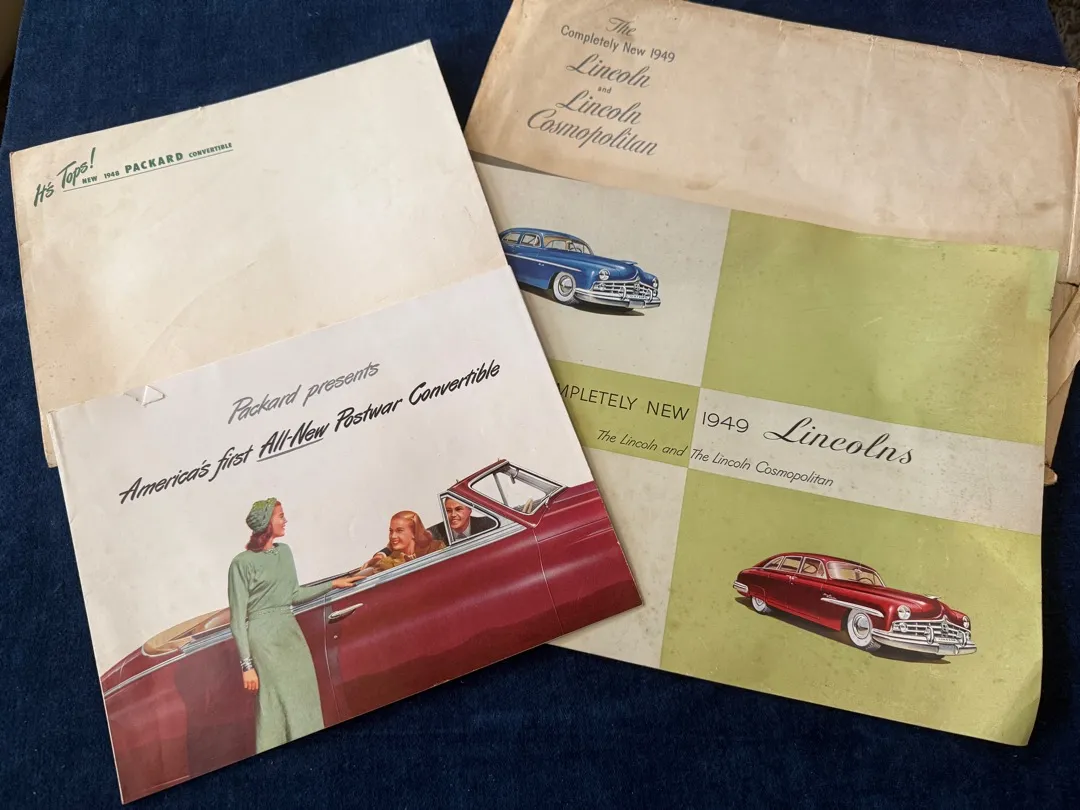 It's Tops!
NEW 1948 PACKARD CONVERTIBLE
Packard presents
America's first All-New Postwar Convertible
The
Completely New 1949
Lincoln
and
Lincoln
Cosmopolitan
MPLETELY NEW 1949 Lincolns
The Lincoln and The Lincoln Cosmopolitan